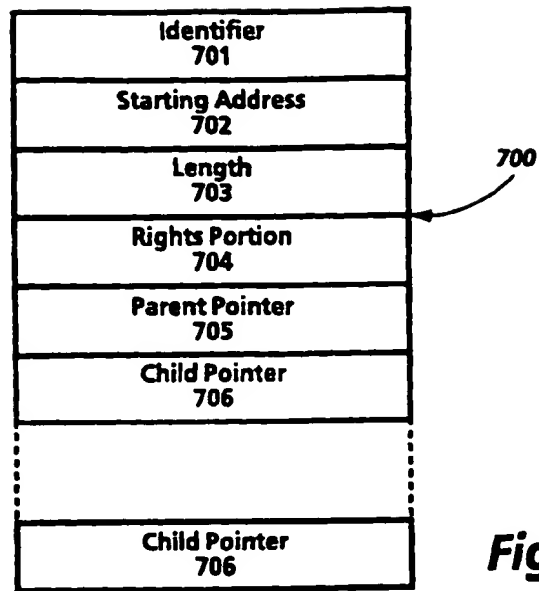 Identifier
701
Starting Address
702
Length
703
700
Rights Portion
704
Parent Pointer
705
Child Pointer
706
Child Pointer
706
Fig